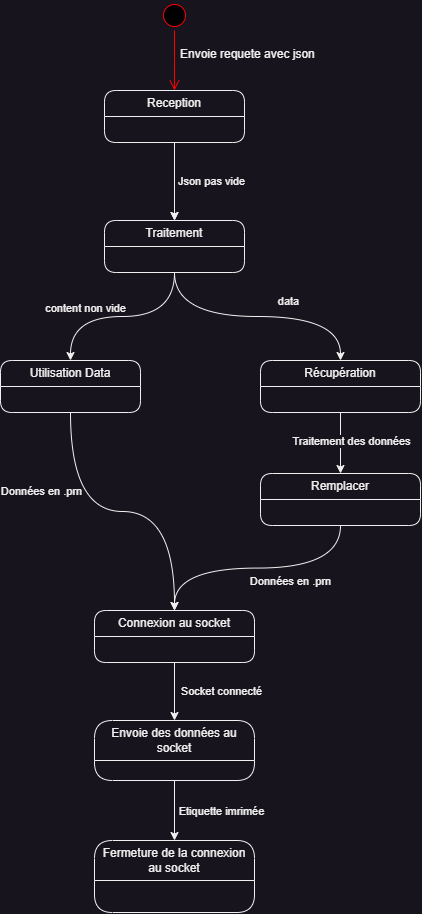 Envoie requete avec json
Reception
Json pas vide
Traitement
content non vide
data
Utilisation Data
Récupération
Traitement des données
Remplacer
Données en .pm
Données en .pm
Connexion au socket
Socket connecté
Envoie des données au
socket
Etiquette imrimée
Fermeture de la connexion
au socket